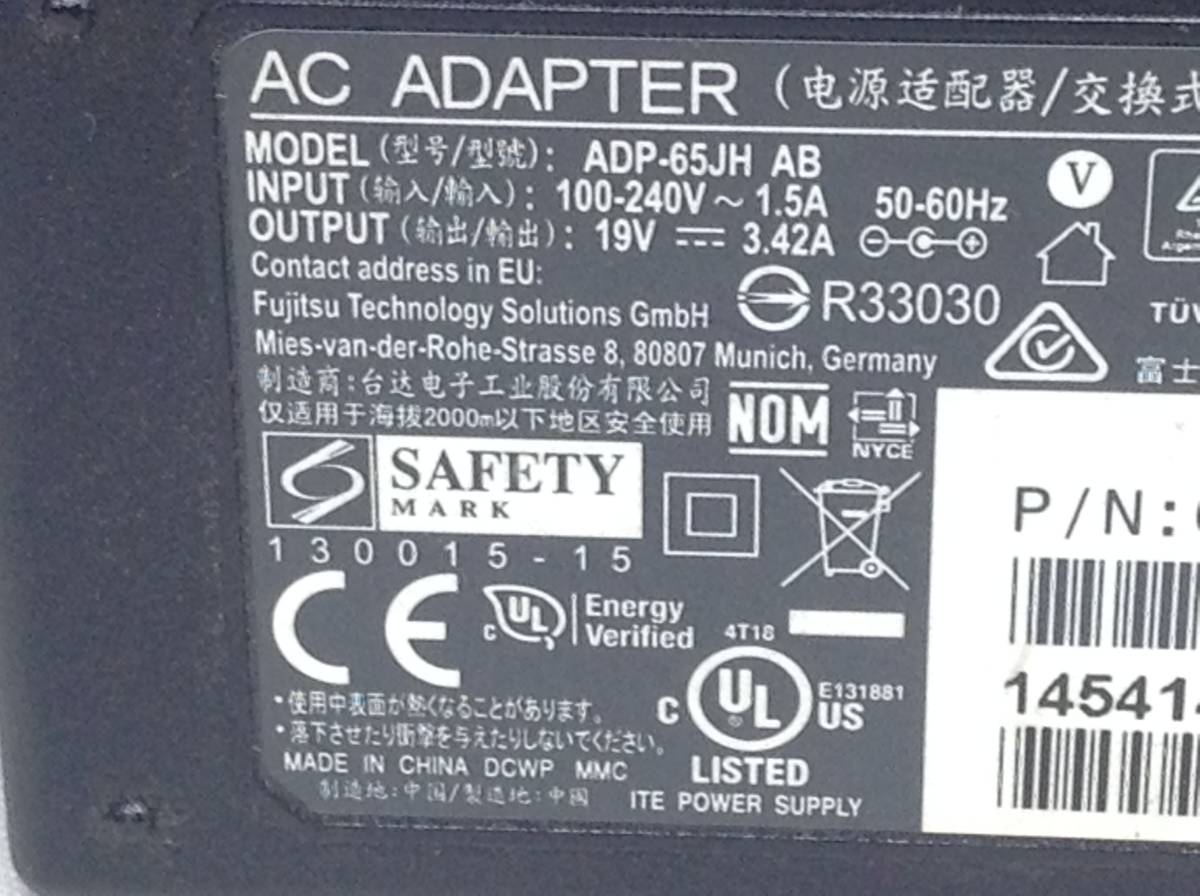 AC ADAPTER (电源适配器/交換式
MODEL (型号/型號): ADP-65JH AB
INPUT (输入/輸入): 100-240V ~ 1.5A 50-60Hz
OUTPUT (输出/輸出): 19V ⎓ 3.42A
V
Contact address in EU:
Fujitsu Technology Solutions GmbH
R33030
Mies-van-der-Rohe-Strasse 8, 80807 Munich, Germany
TÜV
富士
制造商:台达电子工业股份有限公司
仅适用于海拔2000m以下地区安全使用
NOM
NYCE
SAFETY
MARK
130015-15
P/N:
CE
c UL Energy
Verified
4T18
C UL US
E131881
LISTED
ITE POWER SUPPLY
14541
・使用中表面が熱くなることがあります。
・落下させたり衝撃を与えたりしないでください。
MADE IN CHINA DCWP MMC
制造地:中国/製造地:中國